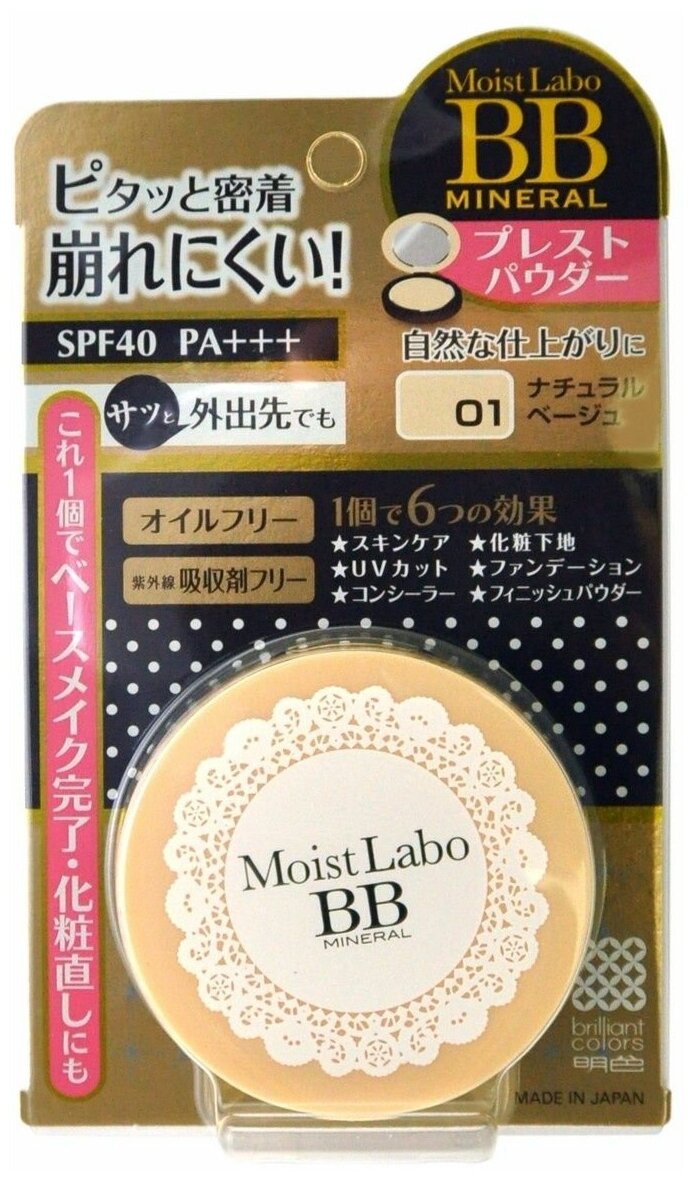 Moist Labo
BB
MINERAL
プレスト
パウダー
ピタッと密着
崩れにくい!
SPF40 PA+++
自然な仕上がりに
サッと外出先でも
01
ナチュラル
ベージュ
これ1個でベースメイク完了・化粧直しにも
オイルフリー
紫外線吸収剤フリー
1個で6つの効果
★スキンケア ★化粧下地
★UVカット ★ファンデーション
★コンシーラー ★フィニッシュパウダー
Moist Labo
BB
MINERAL
brilliant
colors
明色
MADE IN JAPAN